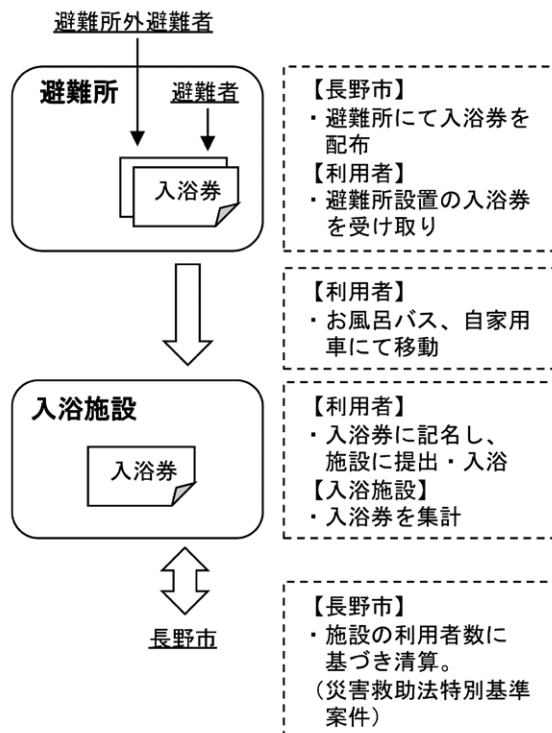 避難所外避難者
避難所
避難者
入浴券
【長野市】
・避難所にて入浴券を
配布
【利用者】
・避難所設置の入浴券
を受け取り
【利用者】
・お風呂バス、自家用
車にて移動
入浴施設
入浴券
【利用者】
・入浴券に記名し、
施設に提出・入浴
【入浴施設】
・入浴券を集計
長野市
【長野市】
・施設の利用者数に
基づき清算。
（災害救助法特別基準
案件）